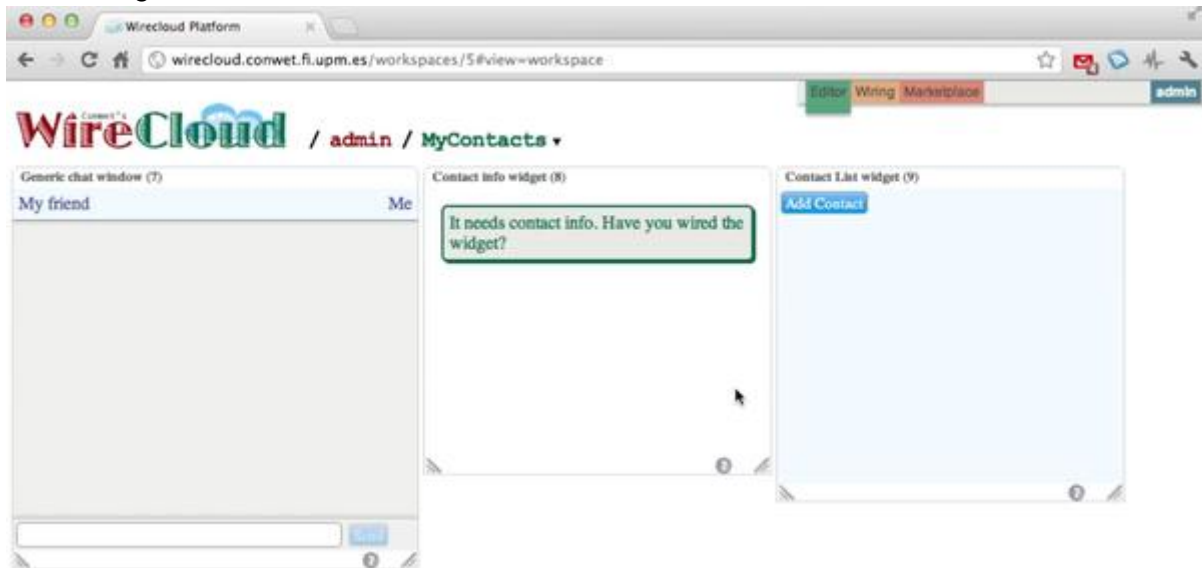 Wirecloud Platform
wirecloud.conwet.fi.upm.es/workspaces/5#view=workspace
Editor Wiring Marketplace admin
Conwet's
WireCloud / admin / MyContacts
Generic chat window (7)
My friend Me
Send
Contact info widget (8)
It needs contact info. Have you wired the
widget?
Contact List widget (9)
Add Contact